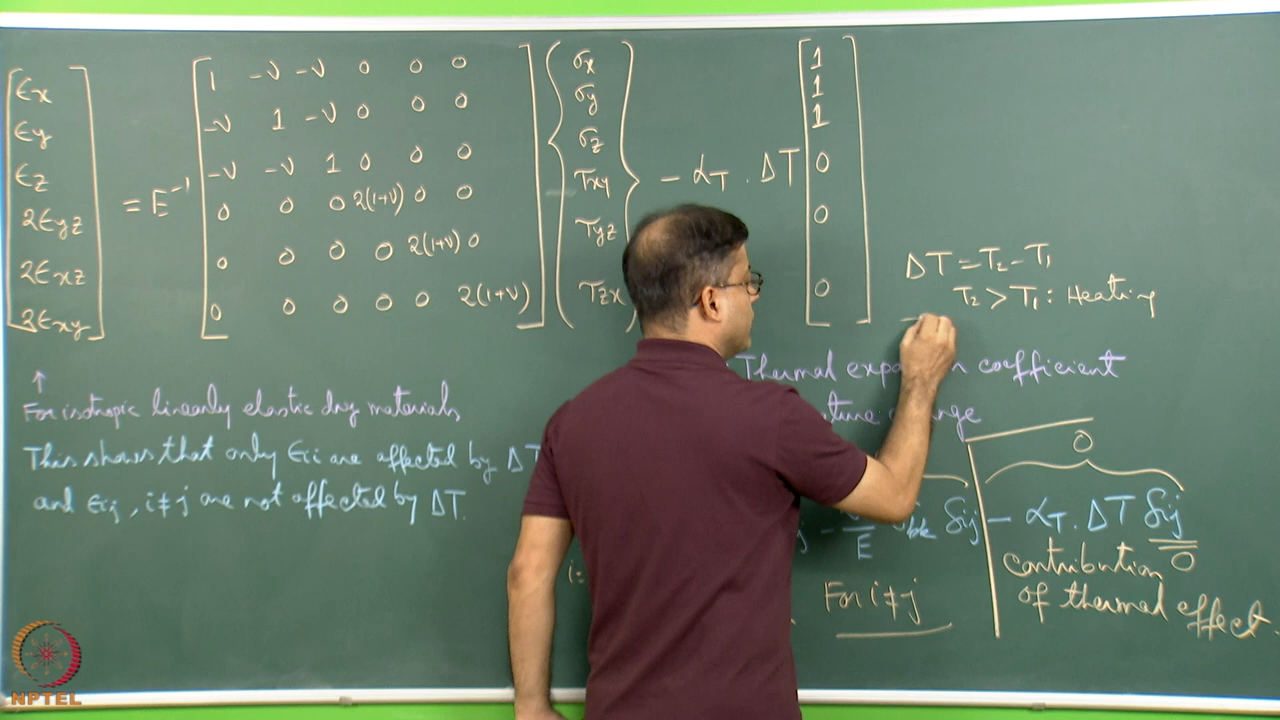 [εx εy εz 2εyz 2εxz 2εxy] = E⁻¹
1 -ν -ν 0 0 0
-ν 1 -ν 0 0 0
-ν -ν 1 0 0 0
0 0 0 2(1+ν) 0 0
0 0 0 0 2(1+ν) 0
0 0 0 0 0 2(1+ν)
{σx σy σz τxy τyz τzx} - αT . ΔT [1 1 1 0 0 0]
ΔT = T2 - T1
T2 > T1 : Heating
Thermal coefficient
↑
For isotropic linearly elastic dry materials
This shows that only εii are affected by ΔT
and εij, i≠j are not affected by ΔT.
0
E kk δij - αT . ΔT δij
0
contribution
of thermal effect.
For i≠j
NPTEL